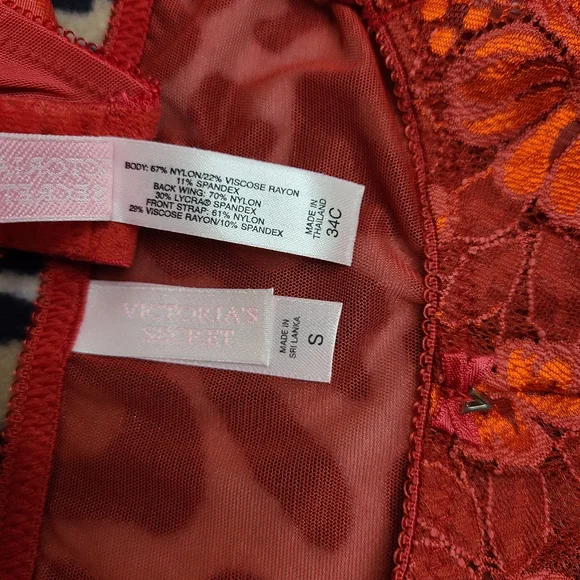 BODY: 67% NYLON/22% VISCOSE RAYON
11% SPANDEX
BACK WING: 70% NYLON
30% LYCRA® SPANDEX
FRONT STRAP: 61% NYLON
29% VISCOSE RAYON/10% SPANDEX
MADE IN
THAILAND
34C
VICTORIA'S
SECRET
MADE IN
SRI LANKA
S